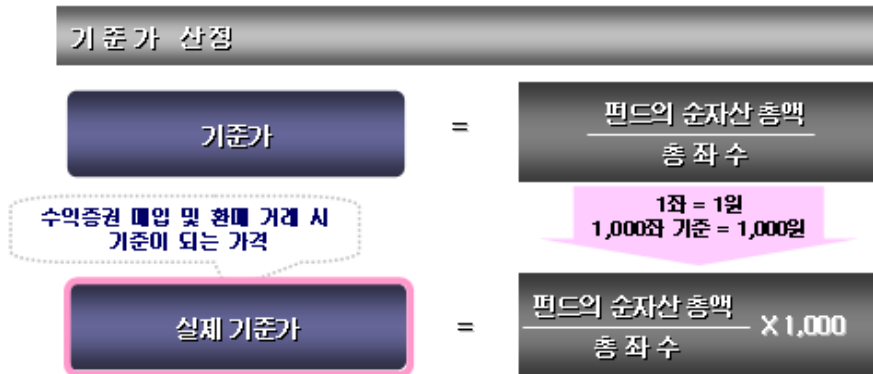 기준가 산정
기준가
=
펀드의 순자산 총액
총 좌 수
수익증권 매입 및 환매 거래 시
기준이 되는 가격
1좌 = 1원
1,000좌 기준 = 1,000원
실제 기준가
=
펀드의 순자산 총액
총 좌 수
X 1,000